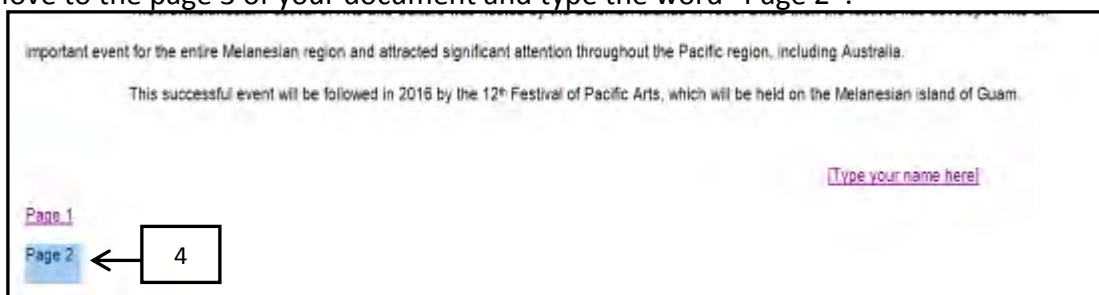 ove to the page 3 of your document and type the word "Page 2".
important event for the entire Melanesian region and attracted significant attention throughout the Pacific region, including Australia.
This successful event will be followed in 2016 by the 12th Festival of Pacific Arts, which will be held on the Melanesian island of Guam.
[Type your name here]
Page 1
Page 2
4